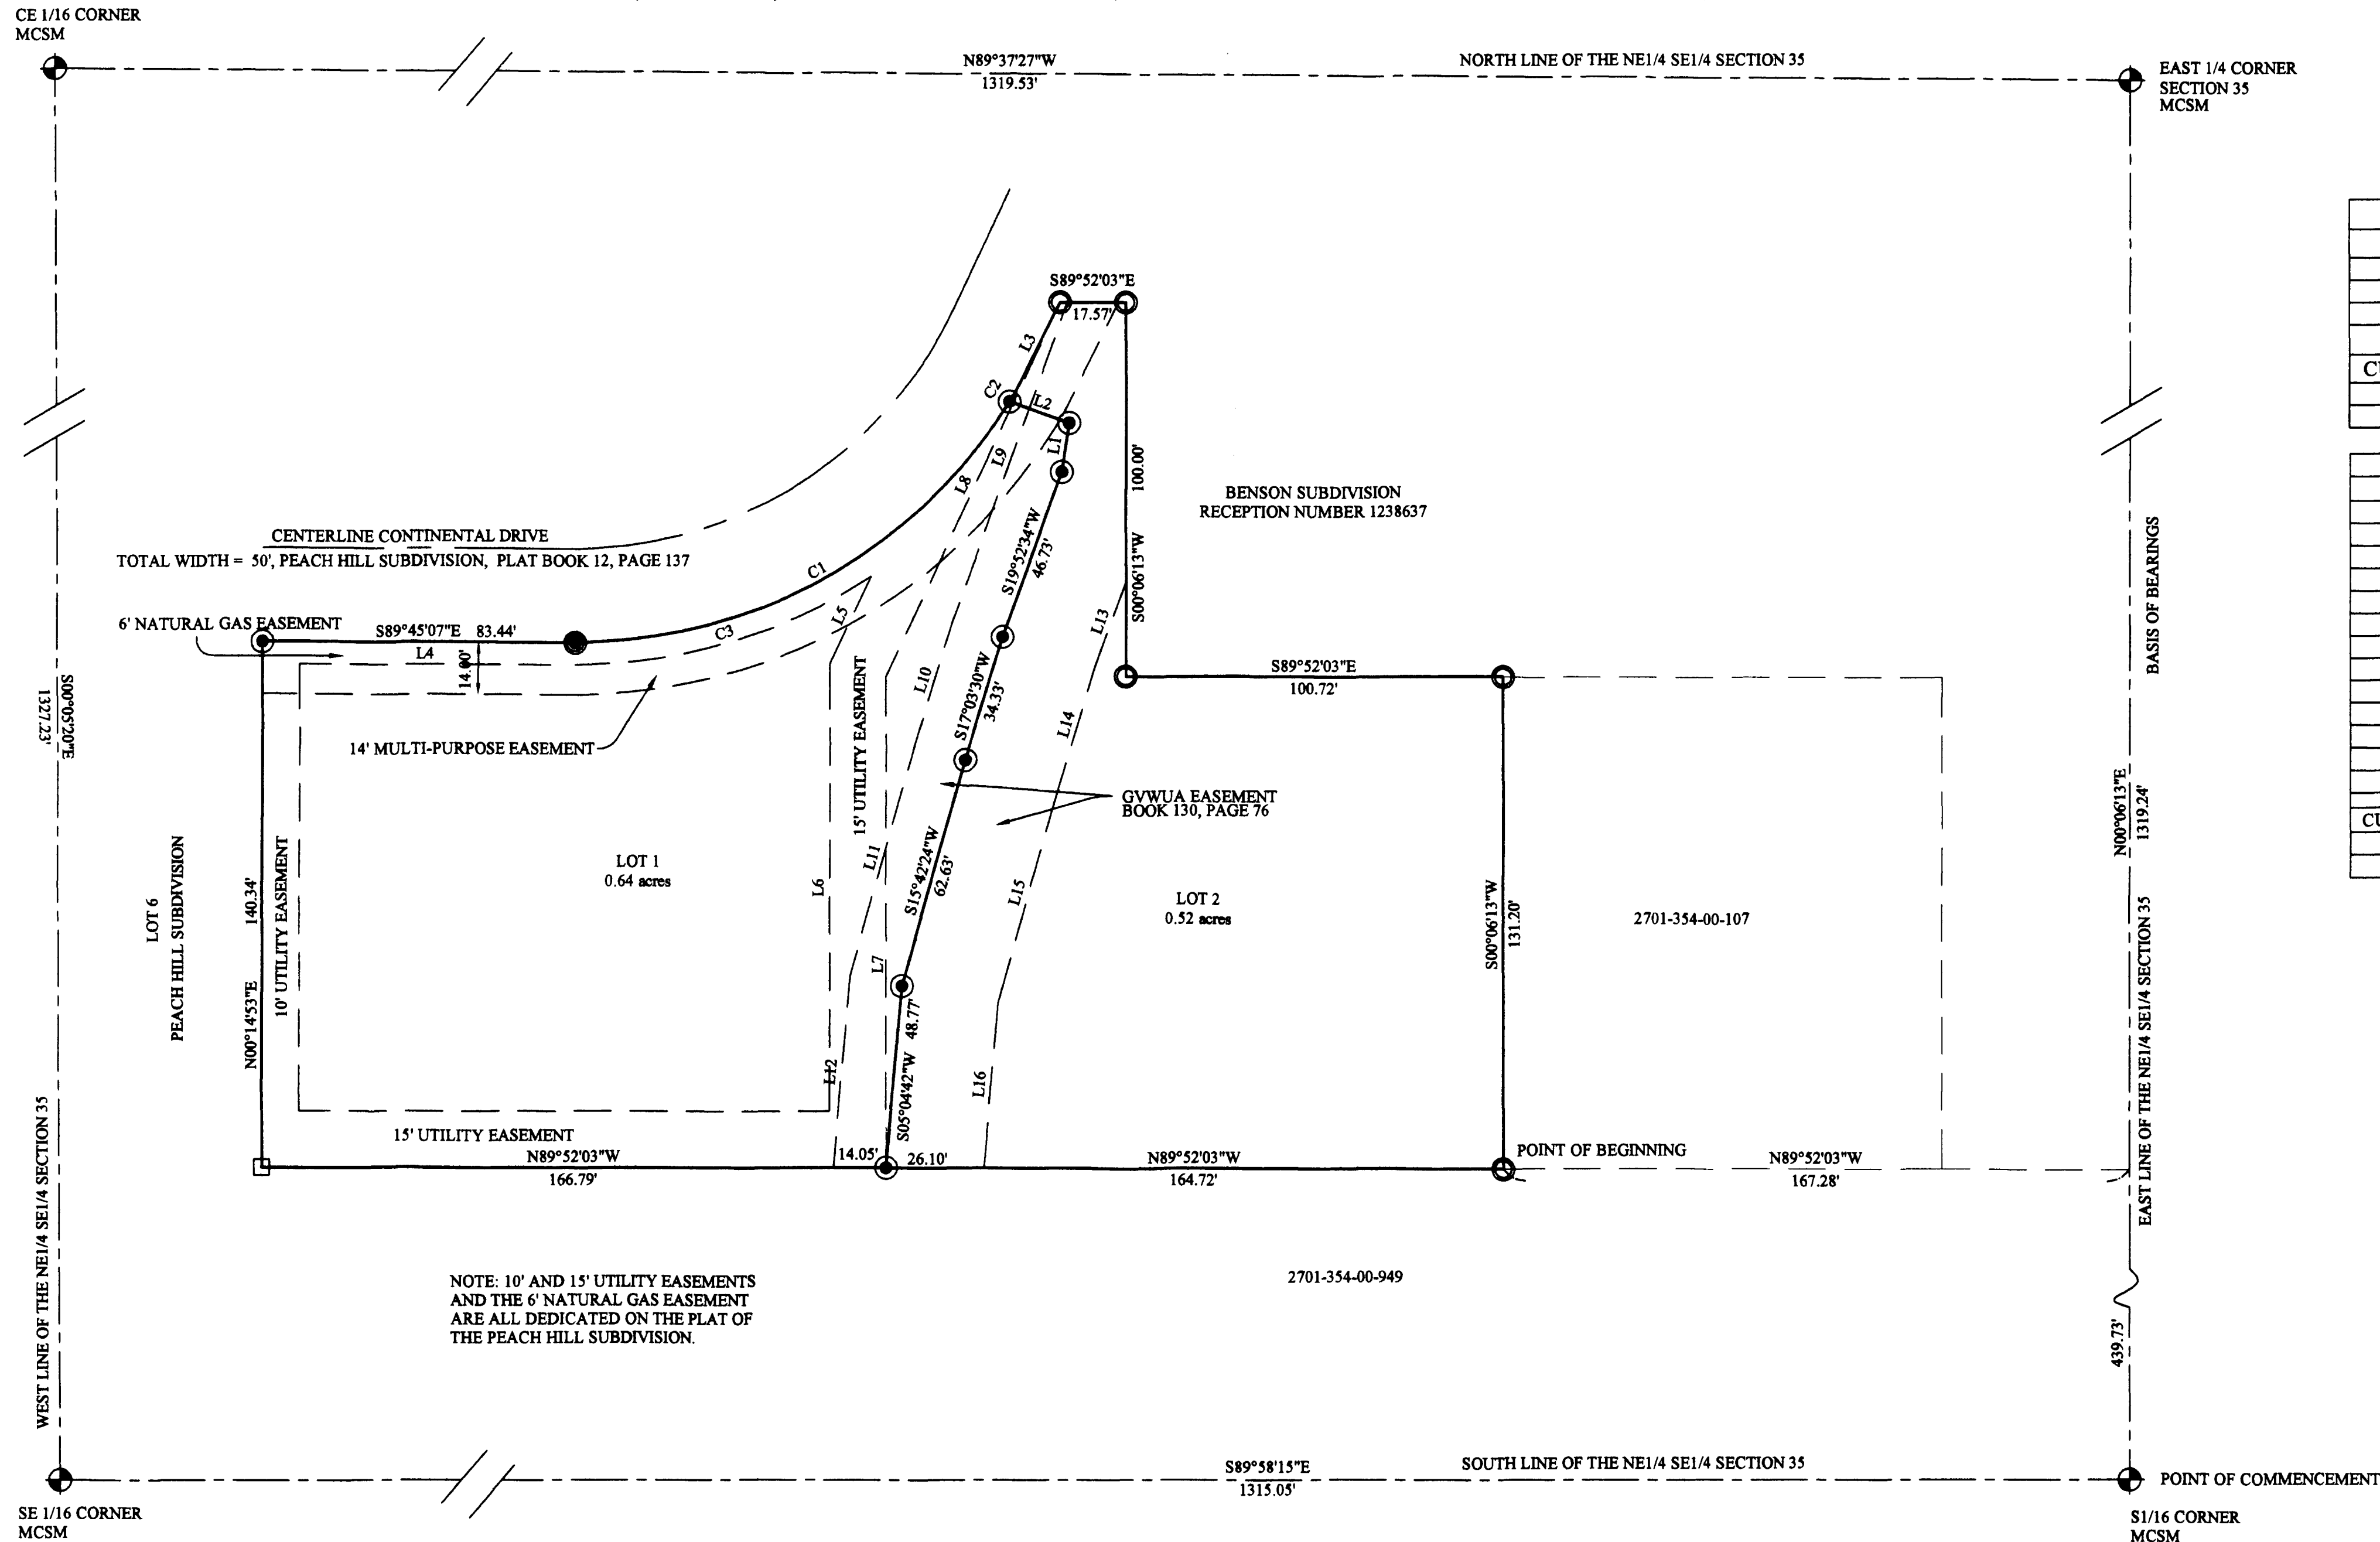 CE 1/16 CORNER
MCSM
N89°37'27"W
1319.53'
NORTH LINE OF THE NE1/4 SE1/4 SECTION 35
EAST 1/4 CORNER
SECTION 35
MCSM
S89°52'03"E
17.57'
L3
C2
L2
L1
L9
L8
100.00'
S00°06'13"W
BENSON SUBDIVISION
RECEPTION NUMBER 1238637
CENTERLINE CONTINENTAL DRIVE
TOTAL WIDTH = 50', PEACH HILL SUBDIVISION, PLAT BOOK 12, PAGE 137
C1
S19°52'34"W
46.73'
BASIS OF BEARINGS
6' NATURAL GAS EASEMENT
S89°45'07"E 83.44'
L4
14.00'
C3
L5
L13
L10
S17°03'30"W
34.33'
S89°52'03"E
100.72'
S00°05'20"E
1327.23'
14' MULTI-PURPOSE EASEMENT
15' UTILITY EASEMENT
L14
GVWUA EASEMENT
BOOK 130, PAGE 76
N00°06'13"E
1319.24'
LOT 6
PEACH HILL SUBDIVISION
N00°14'53"E 140.34'
10' UTILITY EASEMENT
LOT 1
0.64 acres
L6
L11
S15°42'24"W
62.63'
L15
LOT 2
0.52 acres
S00°06'13"W
131.20'
2701-354-00-107
L7
L12
S05°04'42"W 48.77'
L16
EAST LINE OF THE NE1/4 SE1/4 SECTION 35
WEST LINE OF THE NE1/4 SE1/4 SECTION 35
15' UTILITY EASEMENT
N89°52'03"W
166.79'
14.05'
26.10'
N89°52'03"W
164.72'
POINT OF BEGINNING
N89°52'03"W
167.28'
NOTE: 10' AND 15' UTILITY EASEMENTS
AND THE 6' NATURAL GAS EASEMENT
ARE ALL DEDICATED ON THE PLAT OF
THE PEACH HILL SUBDIVISION.
2701-354-00-949
439.73'
S89°58'15"E
1315.05'
SOUTH LINE OF THE NE1/4 SE1/4 SECTION 35
POINT OF COMMENCEMENT
SE 1/16 CORNER
MCSM
S1/16 CORNER
MCSM